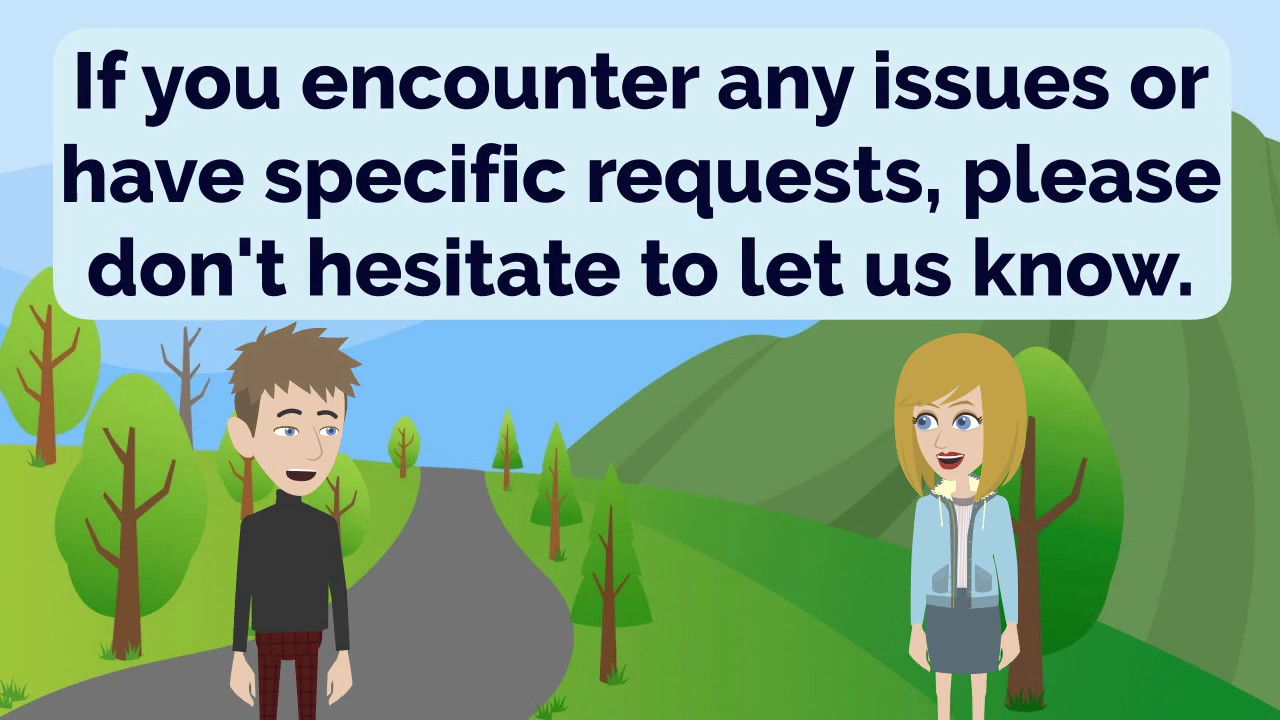 If you encounter any issues or
have specific requests, please
don't hesitate to let us know.